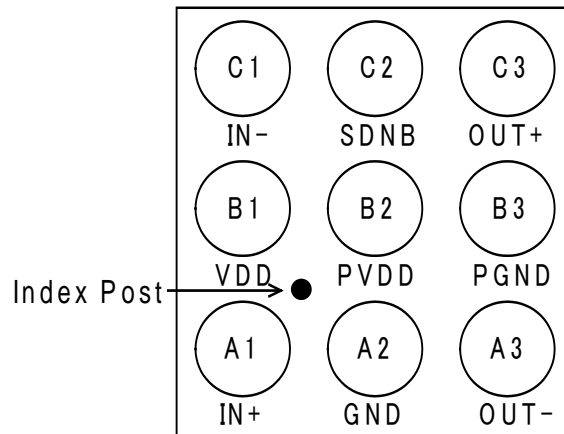 C1 C2 C3
IN- SDNB OUT+
B1 B2 B3
VDD PVDD PGND
Index Post
A1 A2 A3
IN+ GND OUT-